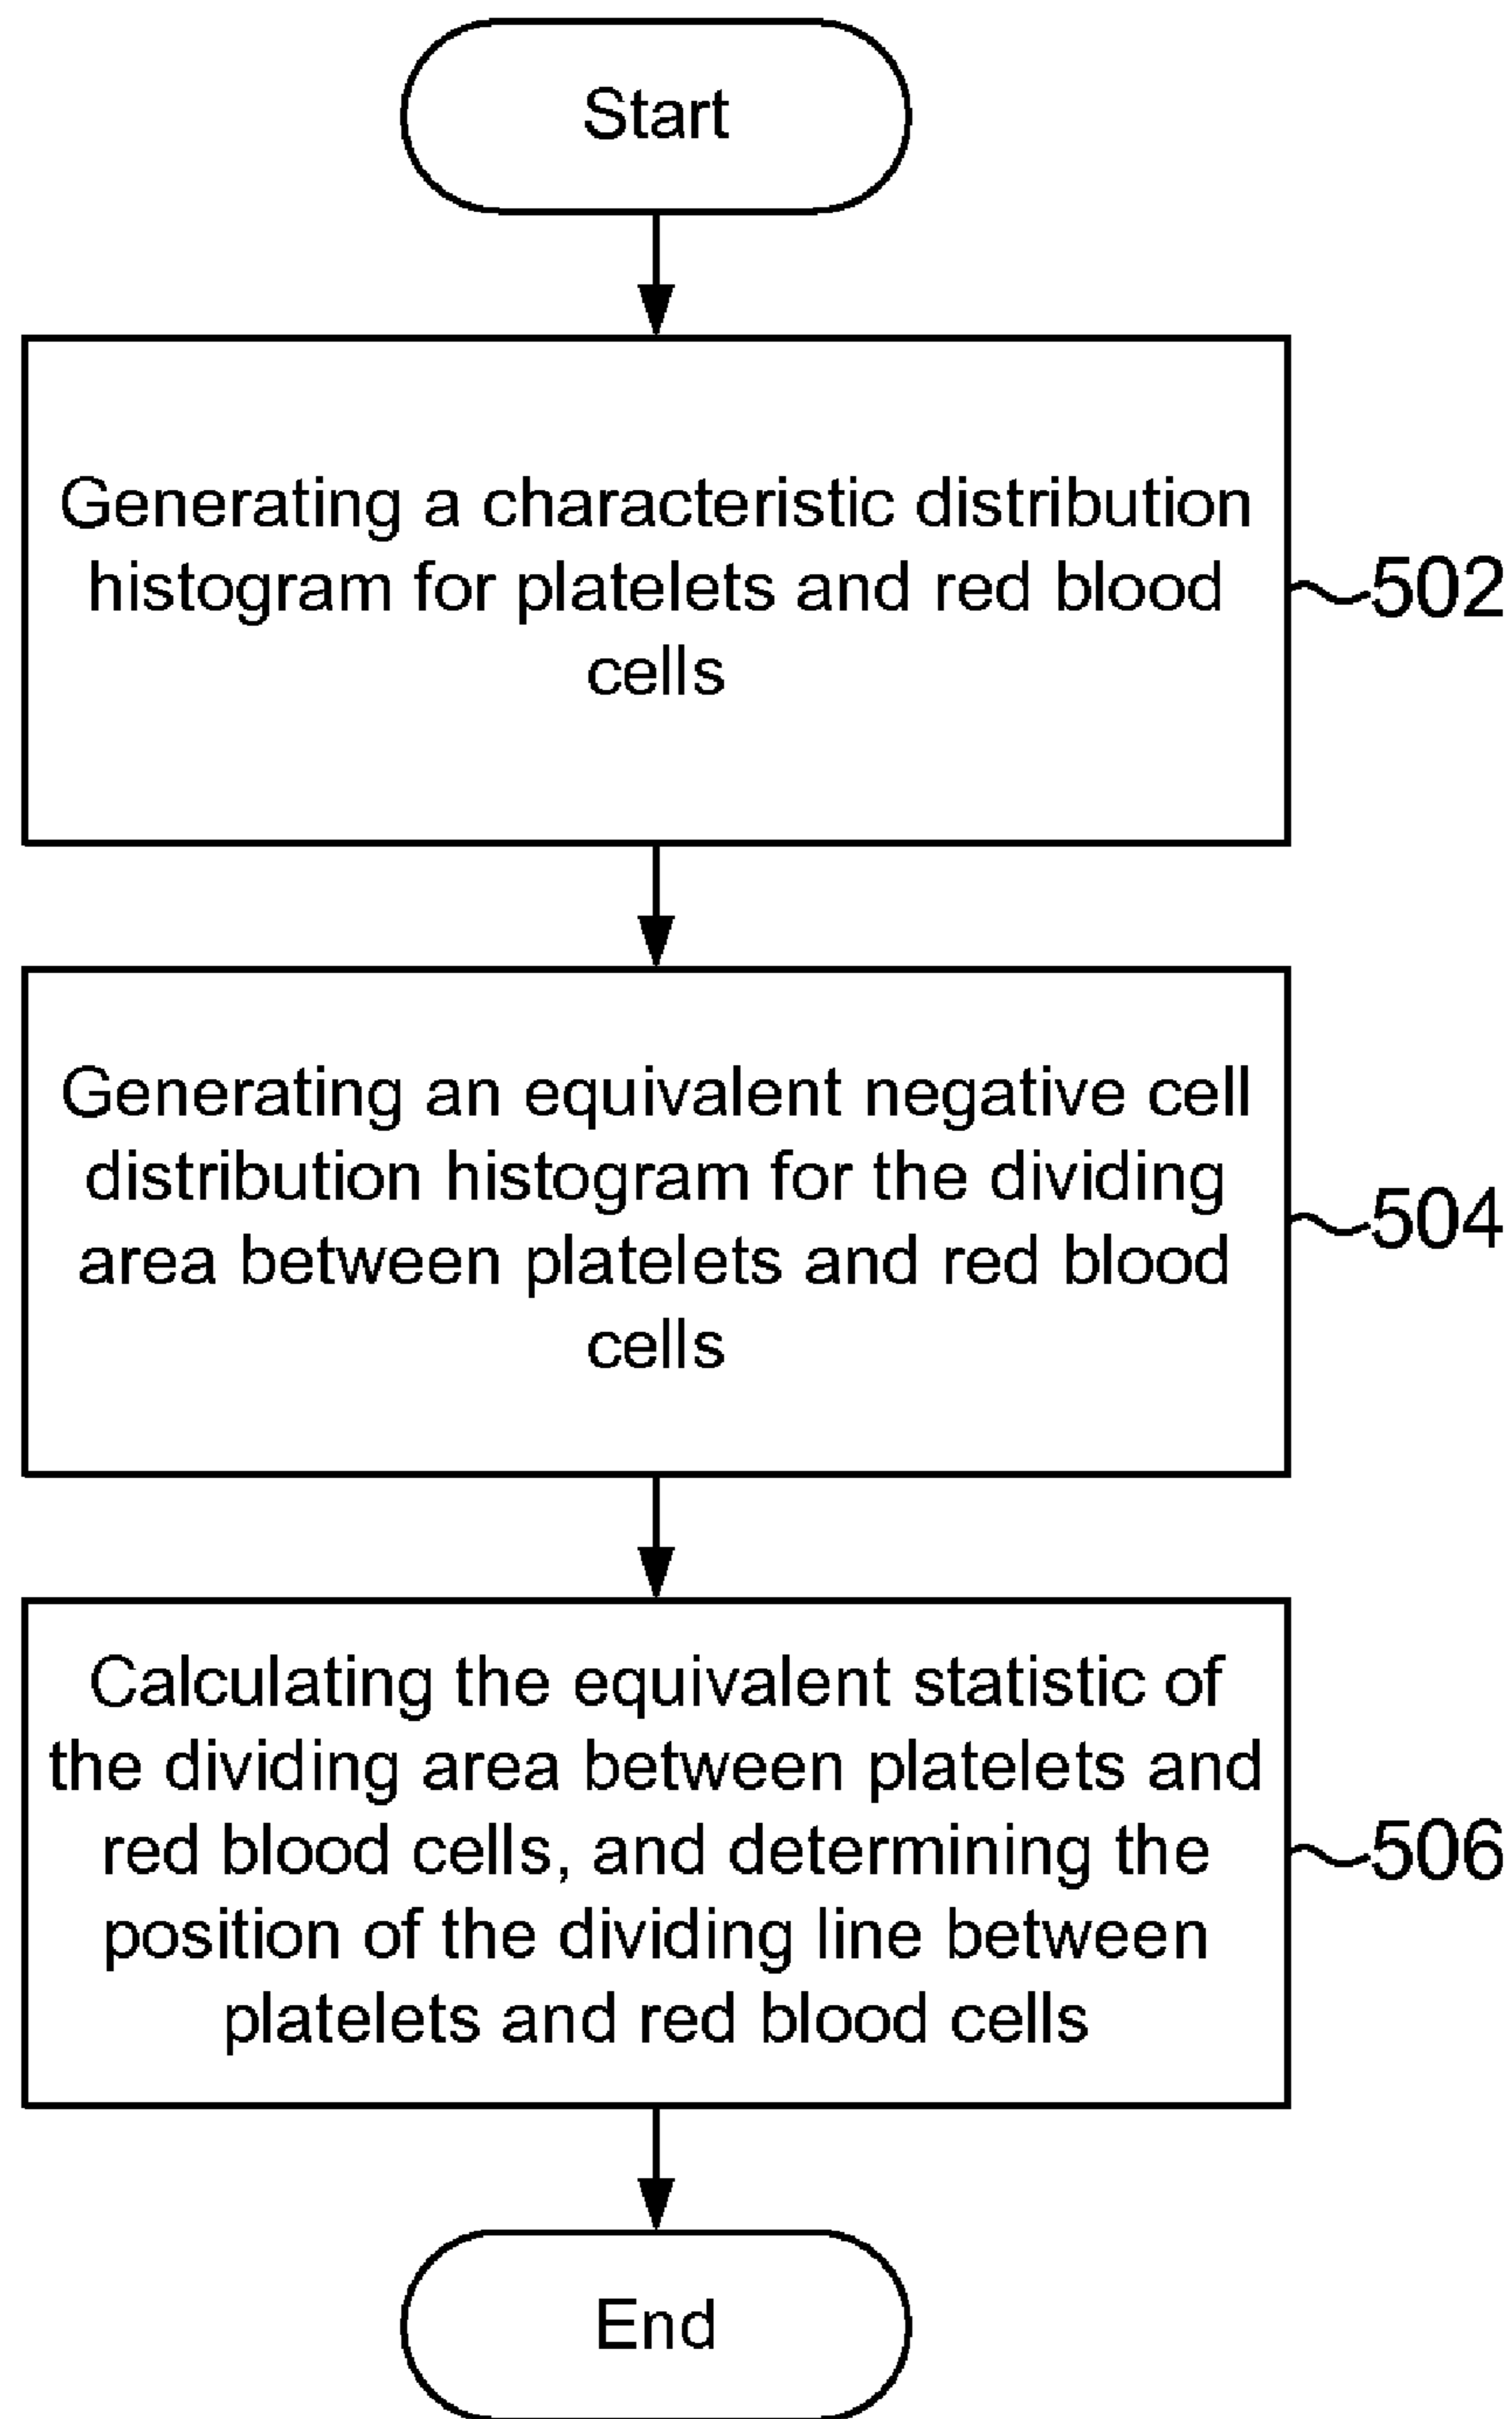 Start
Generating a characteristic distribution
histogram for platelets and red blood
cells
502
Generating an equivalent negative cell
distribution histogram for the dividing
area between platelets and red blood
cells
504
Calculating the equivalent statistic of
the dividing area between platelets and
red blood cells, and determining the
position of the dividing line between
platelets and red blood cells
506
End